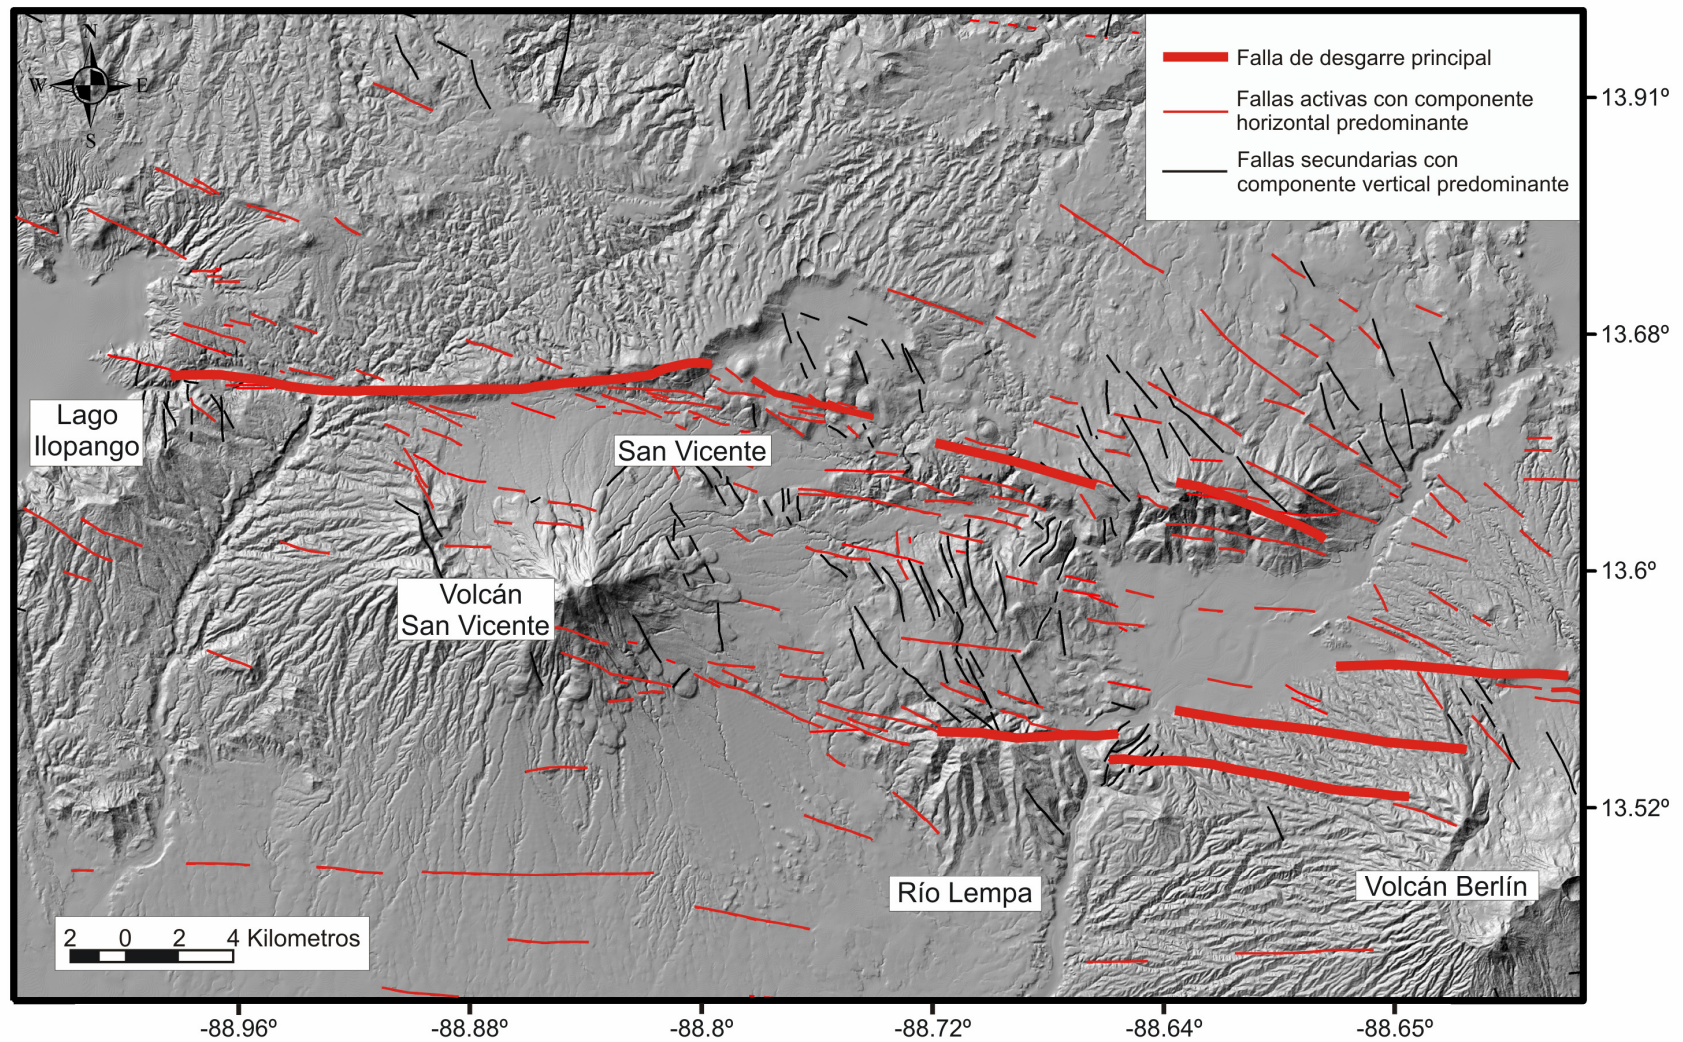 N
W E
S
Falla de desgarre principal
Fallas activas con componente
horizontal predominante
Fallas secundarias con
componente vertical predominante
13.91º
13.68º
13.6º
13.52º
Lago
Ilopango
San Vicente
Volcán
San Vicente
Río Lempa
Volcán Berlín
2 0 2 4 Kilometros
-88.96º -88.88º -88.8º -88.72º -88.64º -88.65º